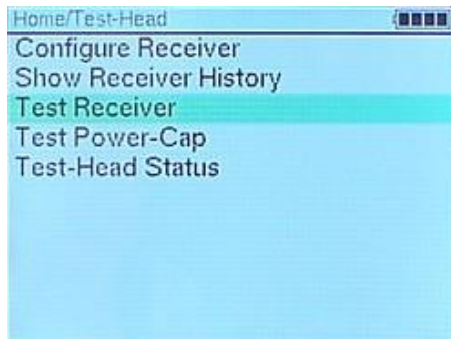 Home/Test-Head
Configure Receiver
Show Receiver History
Test Receiver
Test Power-Cap
Test-Head Status